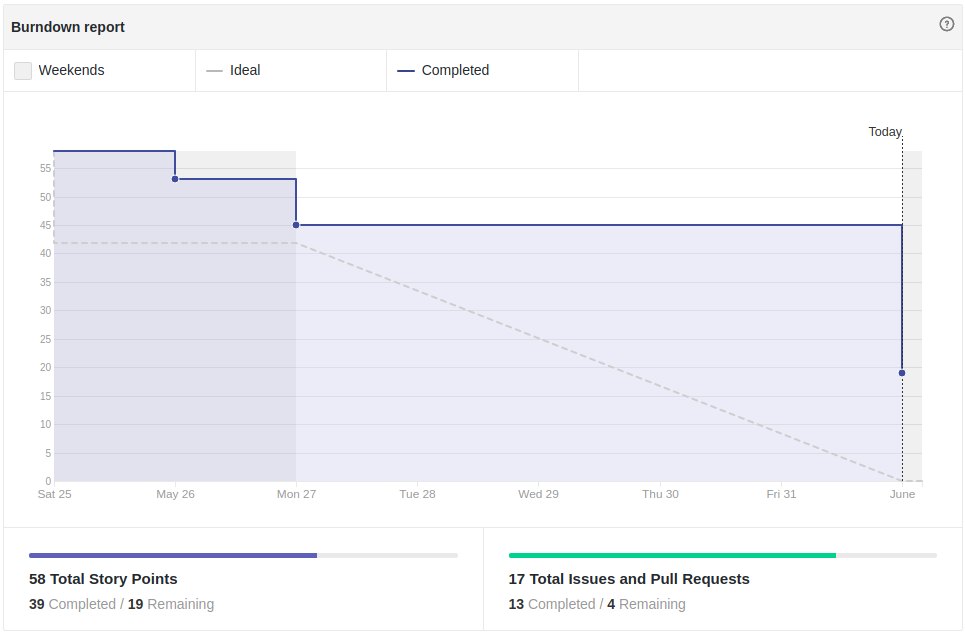 Burndown report
?
Weekends
Ideal
Completed
Today
55
50
45
40
35
30
25
20
15
10
5
0
Sat 25 May 26 Mon 27 Tue 28 Wed 29 Thu 30 Fri 31 June
58 Total Story Points
39 Completed / 19 Remaining
17 Total Issues and Pull Requests
13 Completed / 4 Remaining